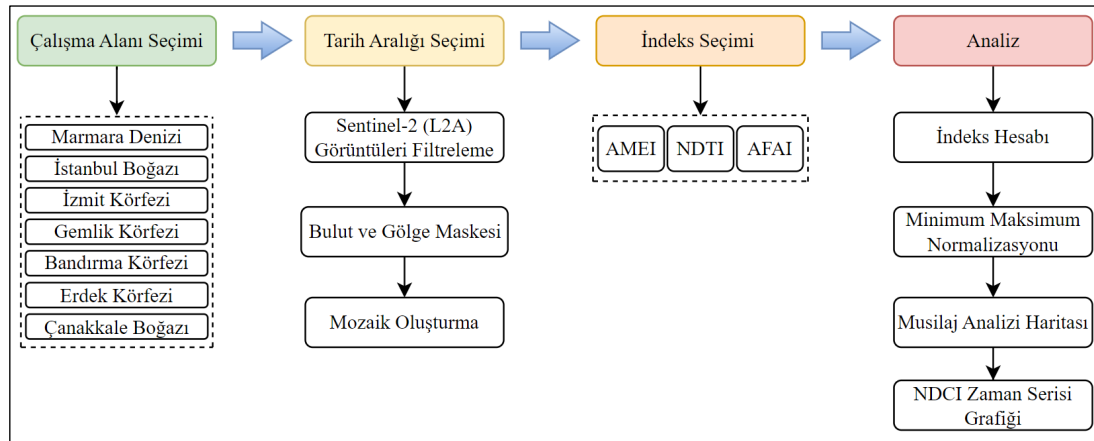 Çalışma Alanı Seçimi
Tarih Aralığı Seçimi
İndeks Seçimi
Analiz
Marmara Denizi
İstanbul Boğazı
İzmit Körfezi
Gemlik Körfezi
Bandırma Körfezi
Erdek Körfezi
Çanakkale Boğazı
Sentinel-2 (L2A)
Görüntüleri Filtreleme
Bulut ve Gölge Maskesi
Mozaik Oluşturma
AMEI
NDTI
AFAI
İndeks Hesabı
Minimum Maksimum
Normalizasyonu
Musilaj Analizi Haritası
NDCI Zaman Serisi
Grafiği